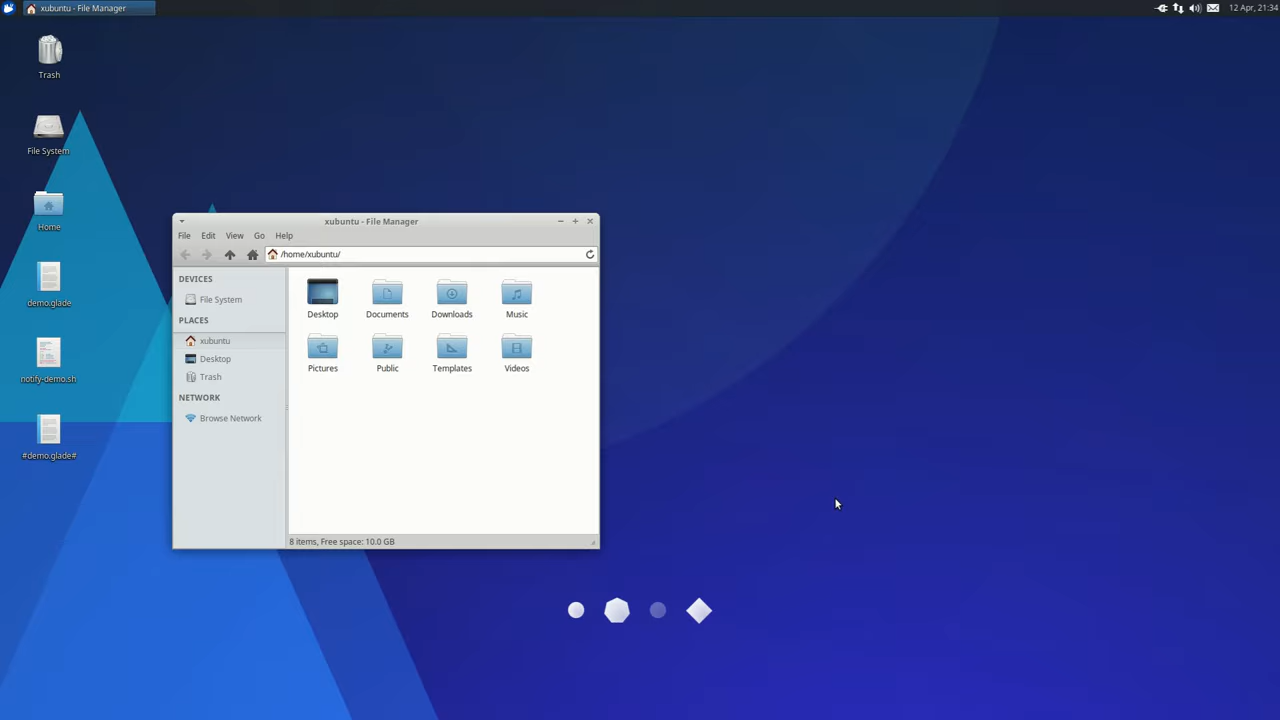 xubuntu - File Manager
12 Apr, 21:34
Trash
File System
Home
demo.glade
notify-demo.sh
#demo.glade#
xubuntu - File Manager
File Edit View Go Help
/home/xubuntu/
DEVICES
File System
PLACES
xubuntu
Desktop
Trash
NETWORK
Browse Network
Desktop Documents Downloads Music
Pictures Public Templates Videos
8 items, Free space: 10.0 GB